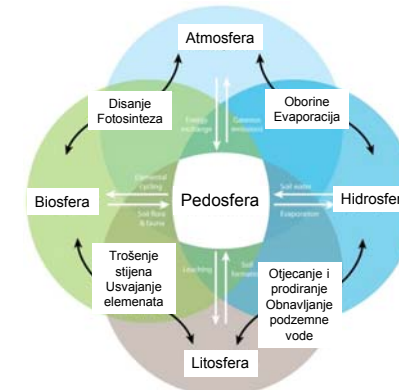 Atmosfera
Disanje
Fotosinteza
Oborine
Evaporacija
Energy
exchange
Gaseous
emissions
Elemental
cycling
Soil flora
& fauna
Biosfera
Pedosfera
Soil water
Evaporation
Hidrosfer
Leaching
Soil
formation
Trošenje
stijena
Usvajanje
elemenata
Otjecanje i
prodiranje
Obnavljanje
podzemne
vode
Litosfera